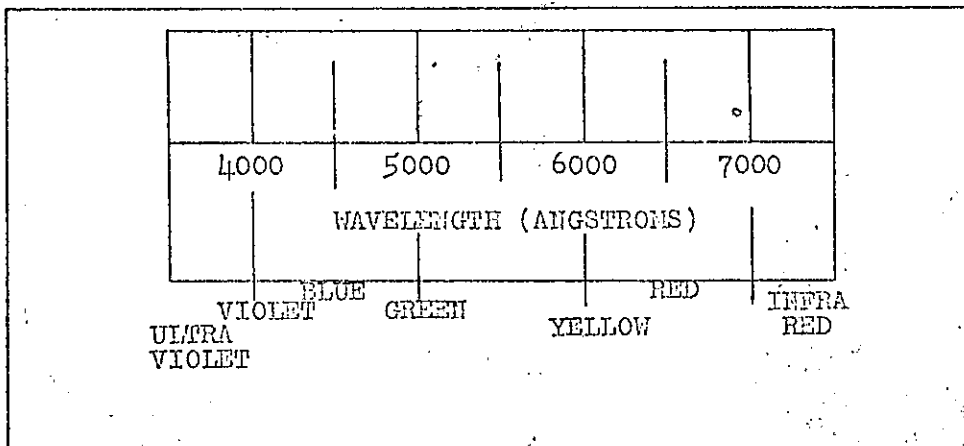 4000 5000 6000 7000
WAVELENGTH (ANGSTROMS)
BLUE RED
VIOLET GREEN INFRA
YELLOW RED
ULTRA
VIOLET